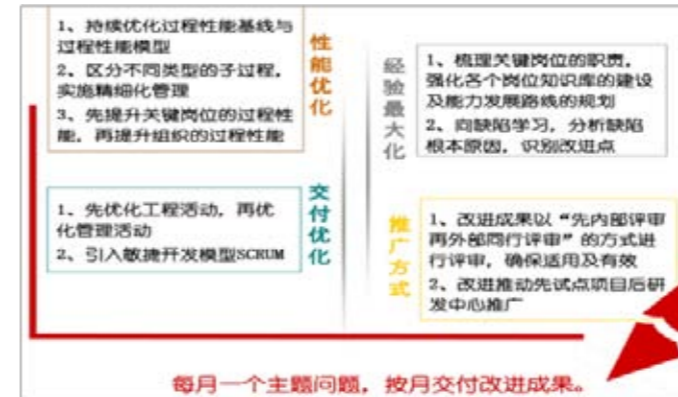 1、持续优化过程性能基线与
过程性能模型
2、区分不同类型的子过程，
实施精细化管理
3、先提升关键岗位的过程性
能，再提升组织的过程性能
性能优化
经验最大化
1、梳理关键岗位的职责，
强化各个岗位知识库的建设
及能力发展路线的规划
2、向缺陷学习，分析缺陷
根本原因，识别改进点
1、先优化工程活动，再优
化管理活动
2、引入敏捷开发模型SCRUM
交付优化
推广方式
1、改进成果以“先内部评审
再外部同行评审”的方式进
行评审，确保适用及有效
2、改进推动先试点项目后研
发中心推广
每月一个主题问题，按月交付改进成果。